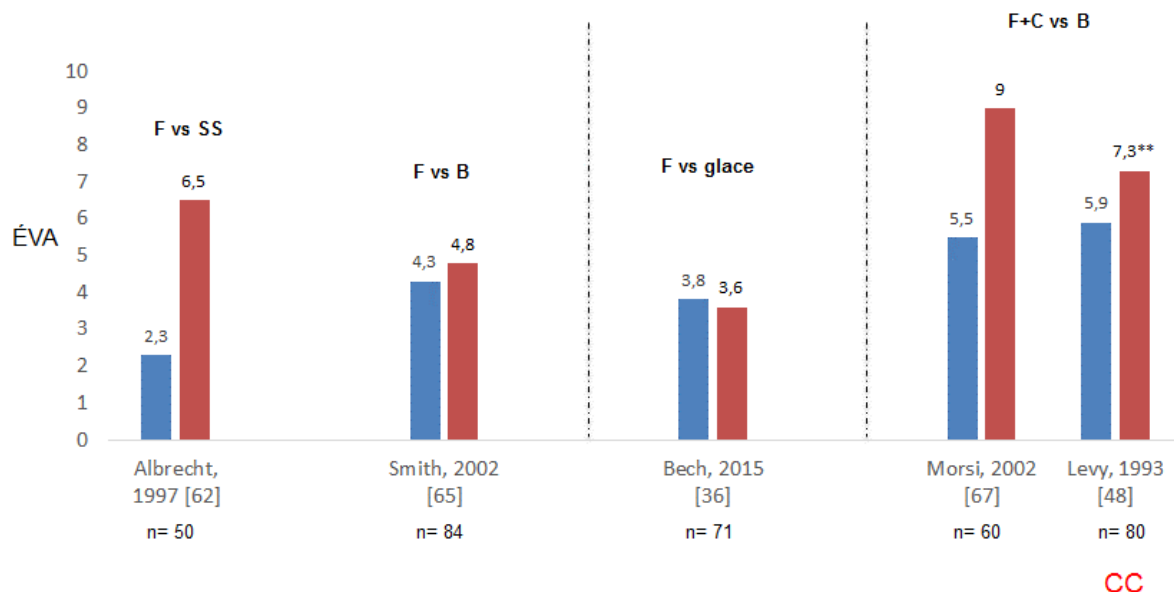 F+C vs B
10
9
8
7
6
5
4
3
2
1
0
ÉVA
F vs SS
F vs B
F vs glace
2,3
6,5
4,3
4,8
3,8
3,6
5,5
9
5,9
7,3**
Albrecht,
1997 [62]
n= 50
Smith, 2002
[65]
n= 84
Bech, 2015
[36]
n= 71
Morsi, 2002
[67]
n= 60
Levy, 1993
[48]
n= 80
CC